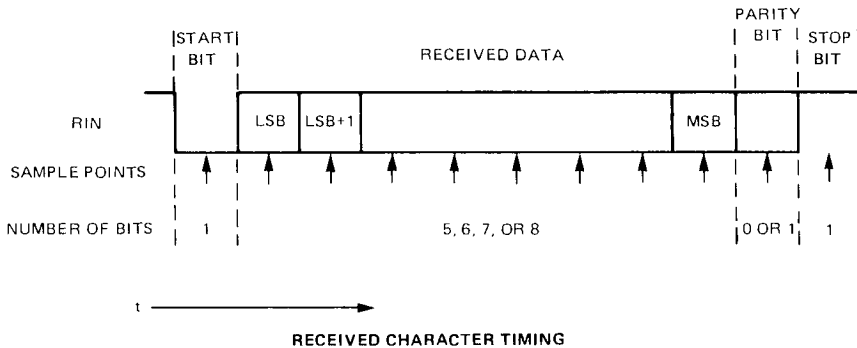 START
BIT
RECEIVED DATA
PARITY
BIT
STOP
BIT
RIN
LSB
LSB+1
MSB
SAMPLE POINTS
NUMBER OF BITS
1
5, 6, 7, OR 8
0 OR 1
1
t
RECEIVED CHARACTER TIMING